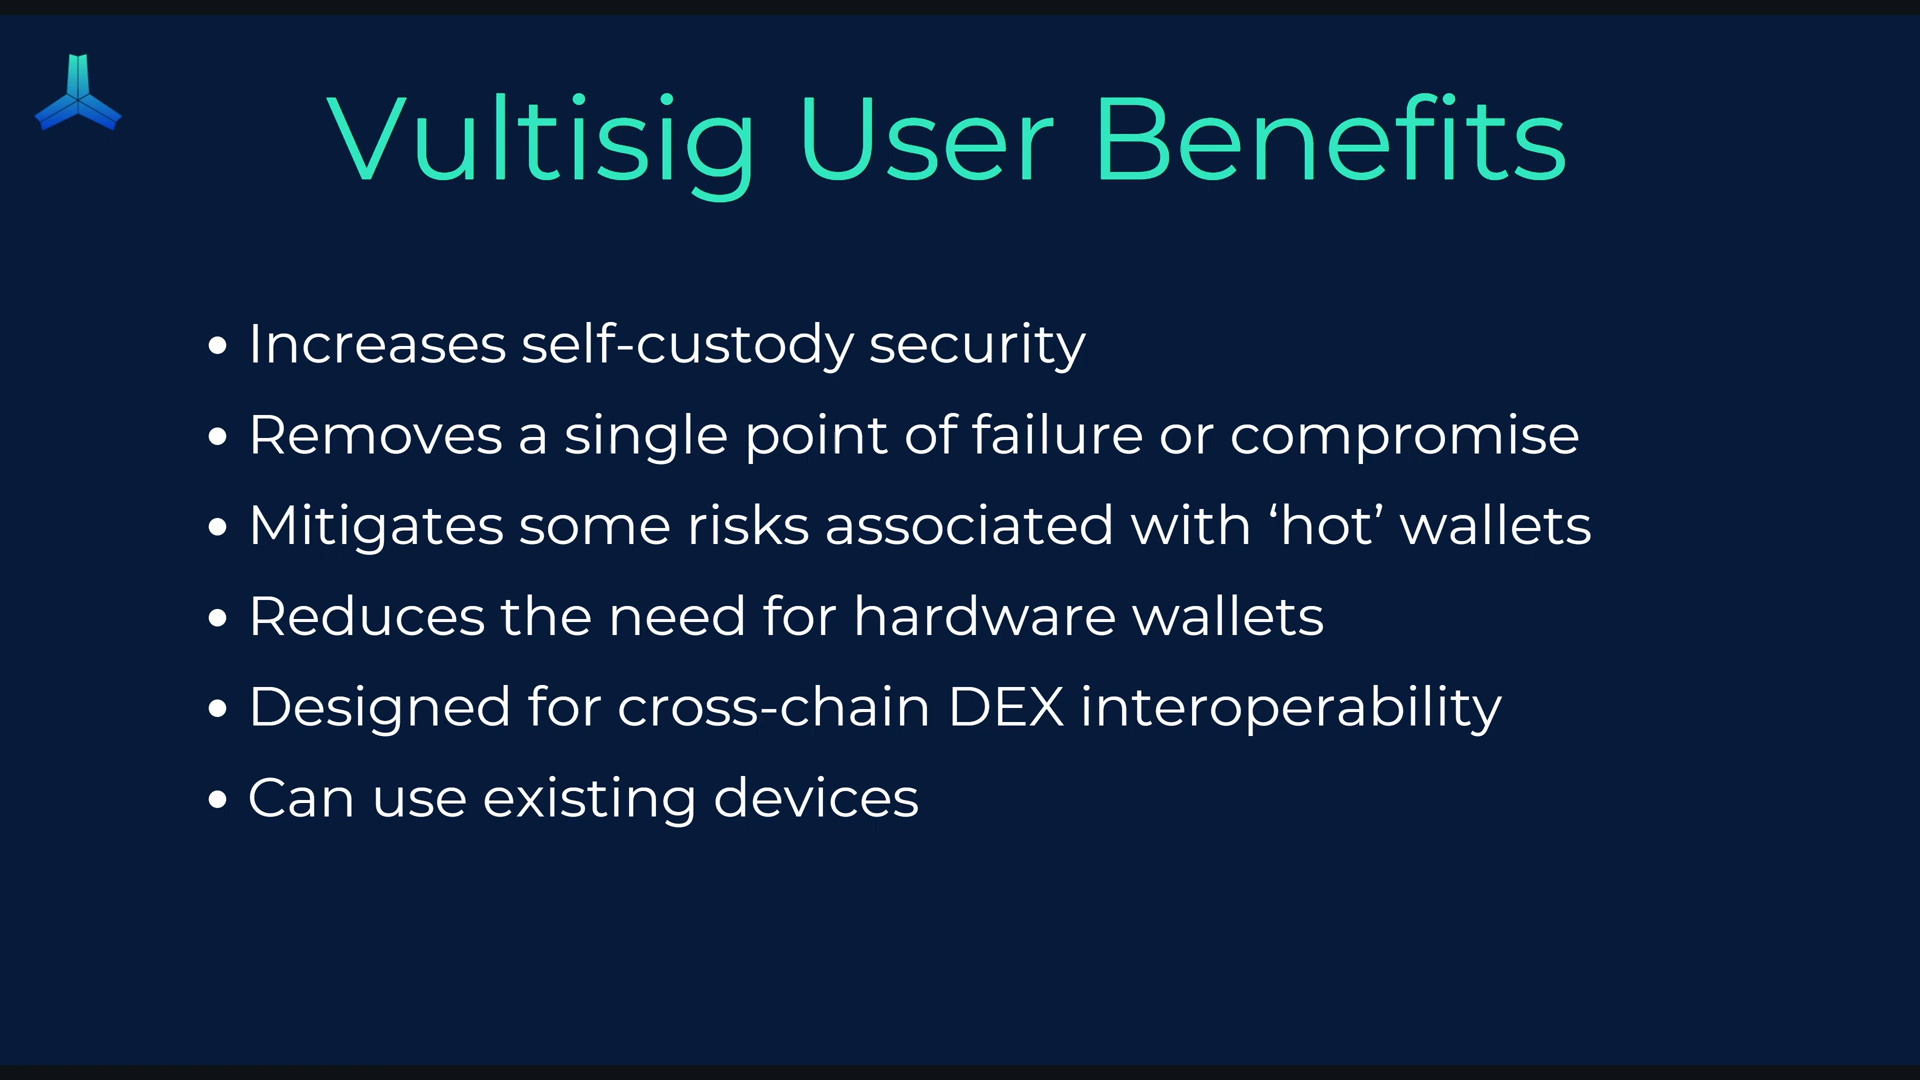 Vultisig User Benefits
• Increases self-custody security
• Removes a single point of failure or compromise
• Mitigates some risks associated with ‘hot’ wallets
• Reduces the need for hardware wallets
• Designed for cross-chain DEX interoperability
• Can use existing devices